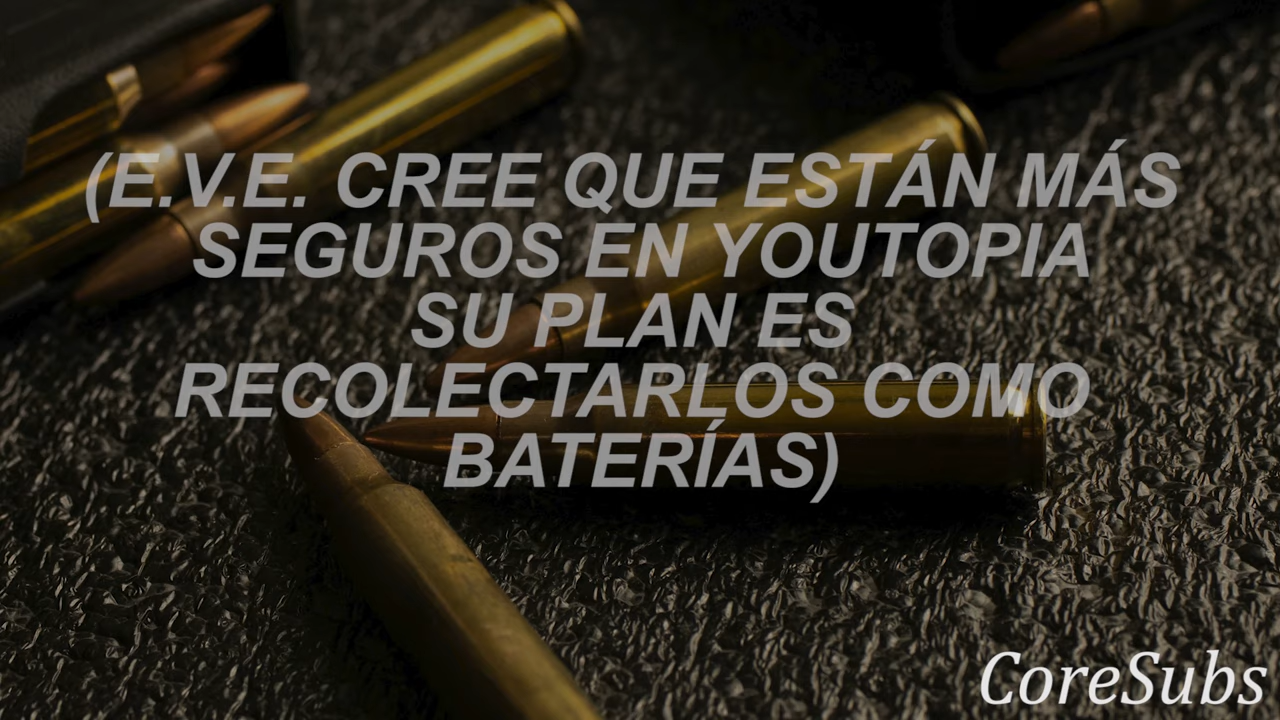 (E.V.E. CREE QUE ESTÁN MÁS
SEGUROS EN YOUTOPIA
SU PLAN ES
RECOLECTARLOS COMO
BATERÍAS)
CoreSubs